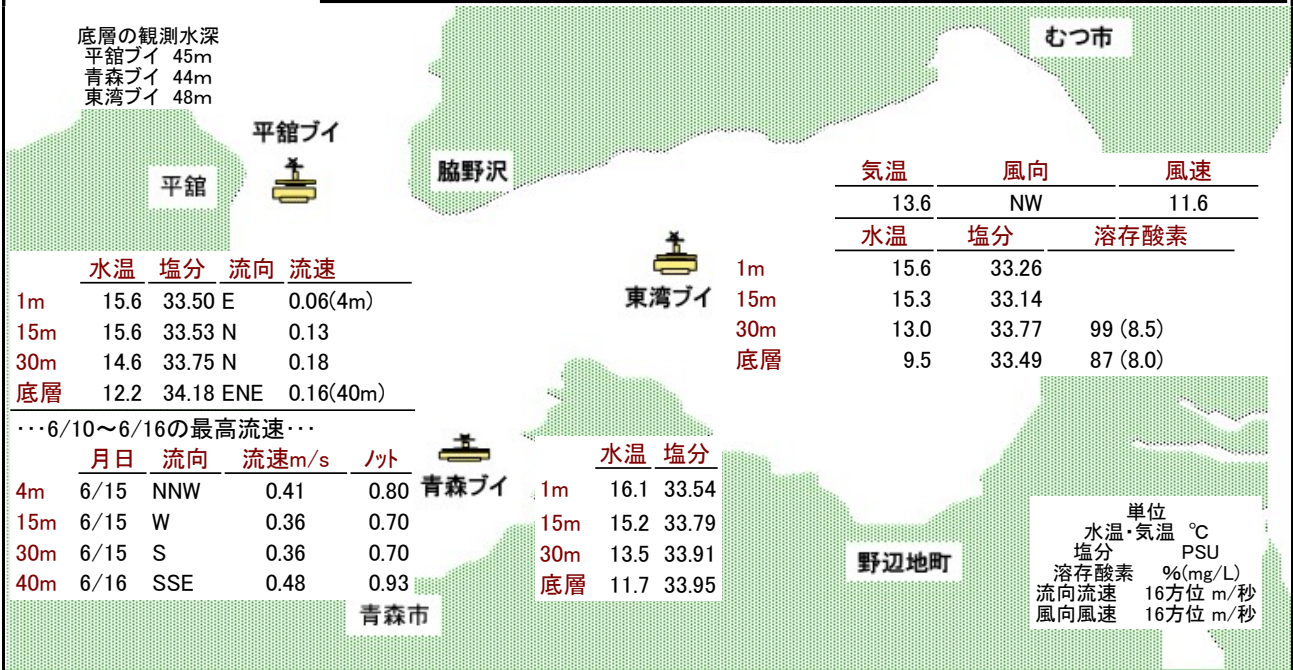 底層の観測水深
平舘ブイ 45m
青森ブイ 44m
東湾ブイ 48m
むつ市
平舘ブイ
平舘
脇野沢
気温 風向 風速
13.6 NW 11.6
水温 塩分 溶存酸素
1m 15.6 33.26
15m 15.3 33.14
30m 13.0 33.77 99 (8.5)
底層 9.5 33.49 87 (8.0)
東湾ブイ
水温 塩分 流向 流速
1m 15.6 33.50 E 0.06(4m)
15m 15.6 33.53 N 0.13
30m 14.6 33.75 N 0.18
底層 12.2 34.18 ENE 0.16(40m)
･･･6/10～6/16の最高流速･･･
月日 流向 流速m/s ﾉｯﾄ
4m 6/15 NNW 0.41 0.80
15m 6/15 W 0.36 0.70
30m 6/15 S 0.36 0.70
40m 6/16 SSE 0.48 0.93
青森ブイ
水温 塩分
1m 16.1 33.54
15m 15.2 33.79
30m 13.5 33.91
底層 11.7 33.95
青森市
野辺地町
単位
水温･気温 ℃
塩分 PSU
溶存酸素 %(mg/L)
流向流速 16方位 m/秒
風向風速 16方位 m/秒